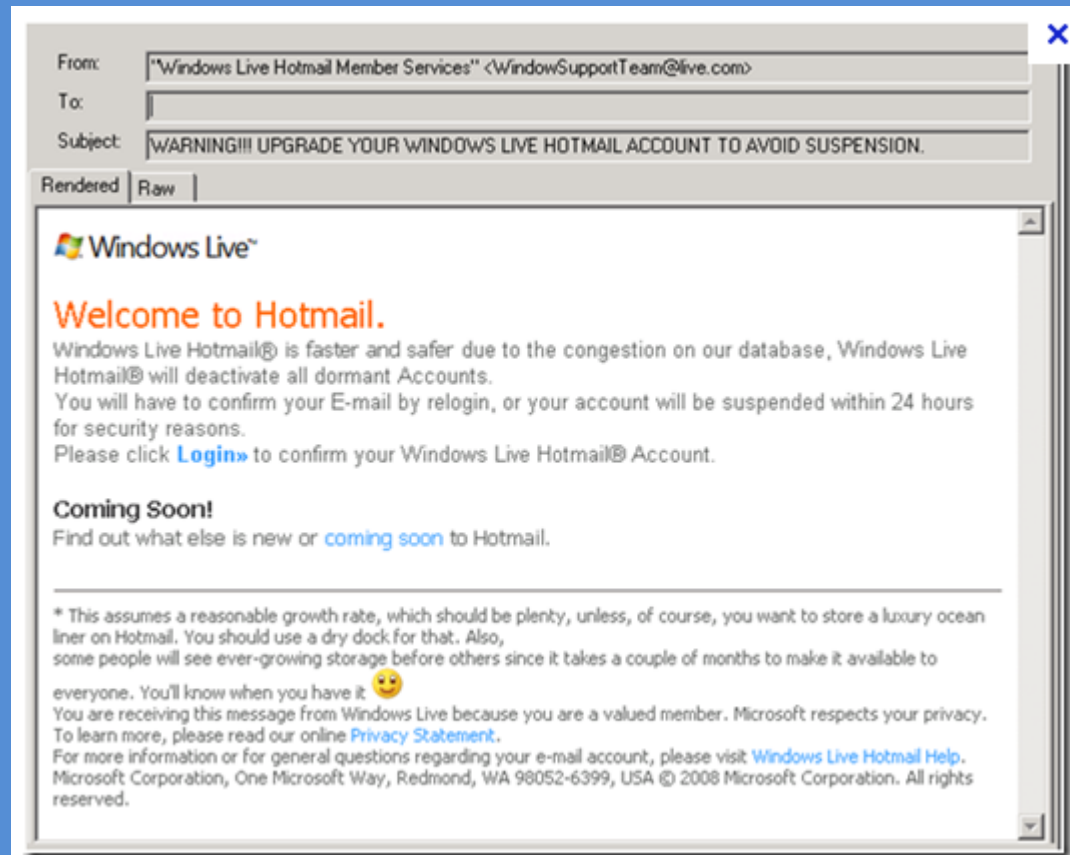 From: "Windows Live Hotmail Member Services" <WindowSupportTeam@live.com>
To:
Subject: WARNING!!! UPGRADE YOUR WINDOWS LIVE HOTMAIL ACCOUNT TO AVOID SUSPENSION.
Rendered Raw
Windows Live™
Welcome to Hotmail.
Windows Live Hotmail® is faster and safer due to the congestion on our database, Windows Live
Hotmail® will deactivate all dormant Accounts.
You will have to confirm your E-mail by relogin, or your account will be suspended within 24 hours
for security reasons.
Please click Login» to confirm your Windows Live Hotmail® Account.
Coming Soon!
Find out what else is new or coming soon to Hotmail.
* This assumes a reasonable growth rate, which should be plenty, unless, of course, you want to store a luxury ocean
liner on Hotmail. You should use a dry dock for that. Also,
some people will see ever-growing storage before others since it takes a couple of months to make it available to
everyone. You'll know when you have it
You are receiving this message from Windows Live because you are a valued member. Microsoft respects your privacy.
To learn more, please read our online Privacy Statement.
For more information or for general questions regarding your e-mail account, please visit Windows Live Hotmail Help.
Microsoft Corporation, One Microsoft Way, Redmond, WA 98052-6399, USA © 2008 Microsoft Corporation. All rights
reserved.